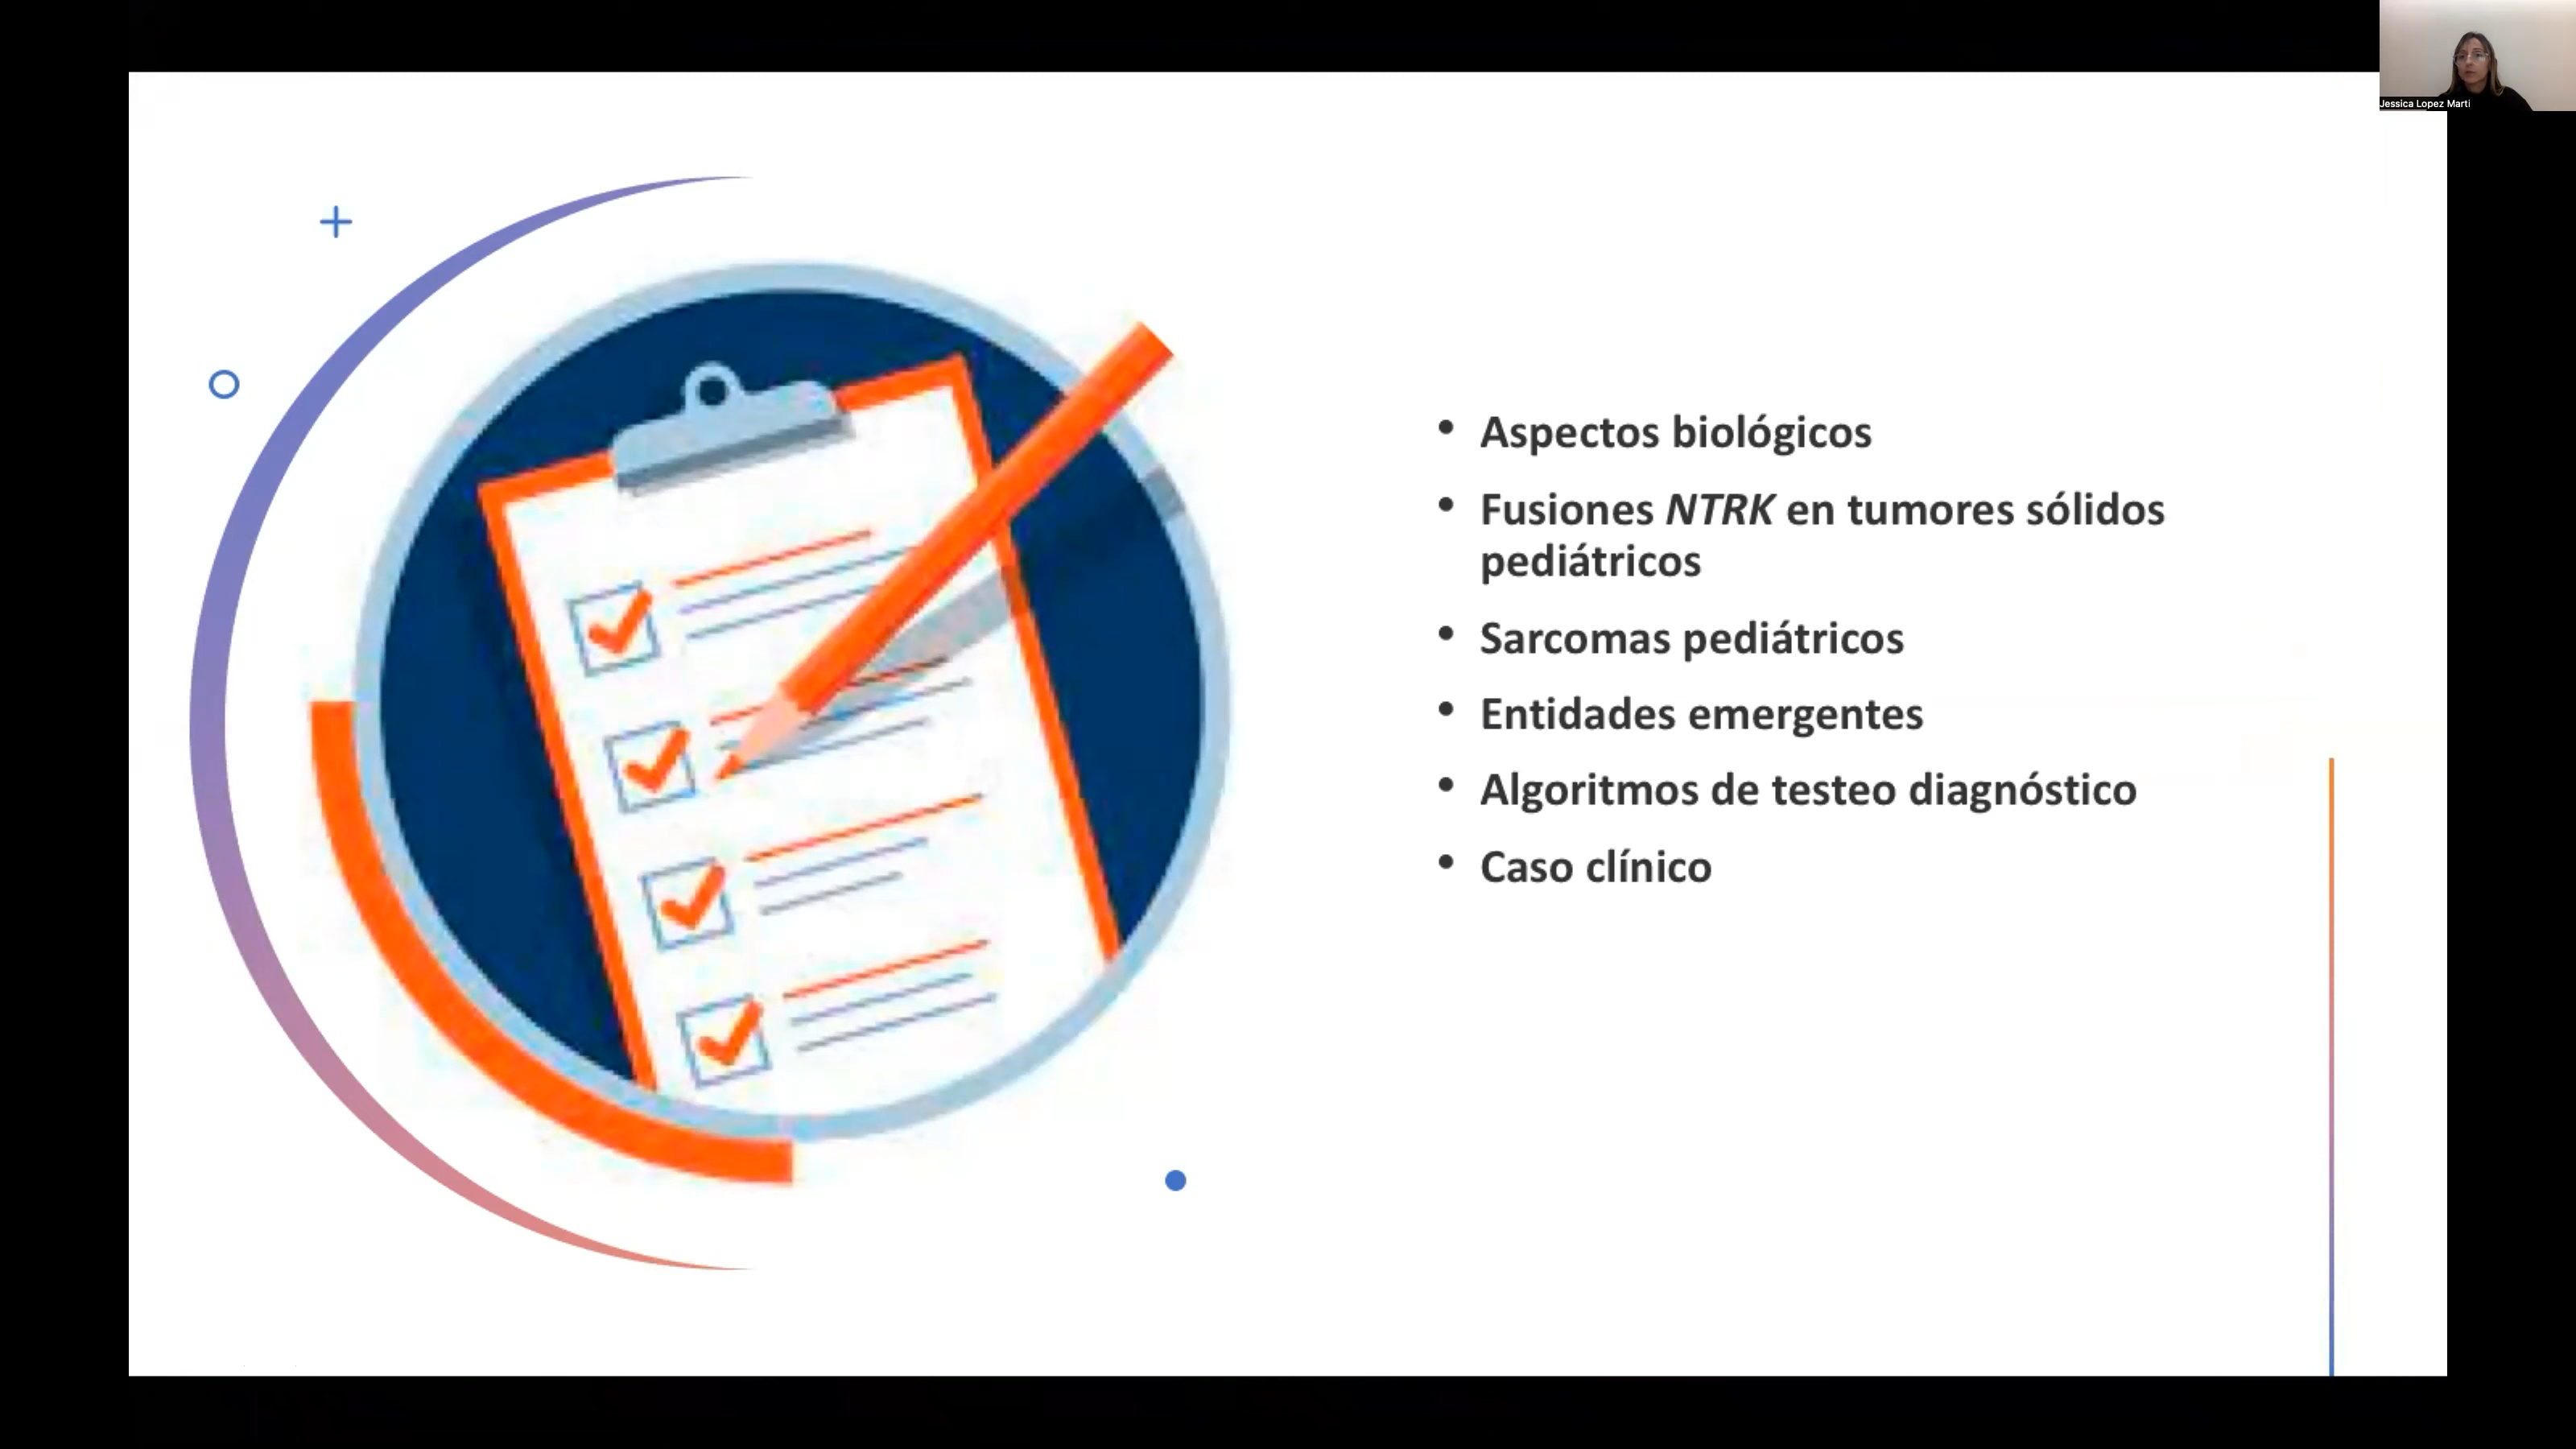 Jessica Lopez Marti
• Aspectos biológicos
• Fusiones NTRK en tumores sólidos
pediátricos
• Sarcomas pediátricos
• Entidades emergentes
• Algoritmos de testeo diagnóstico
• Caso clínico